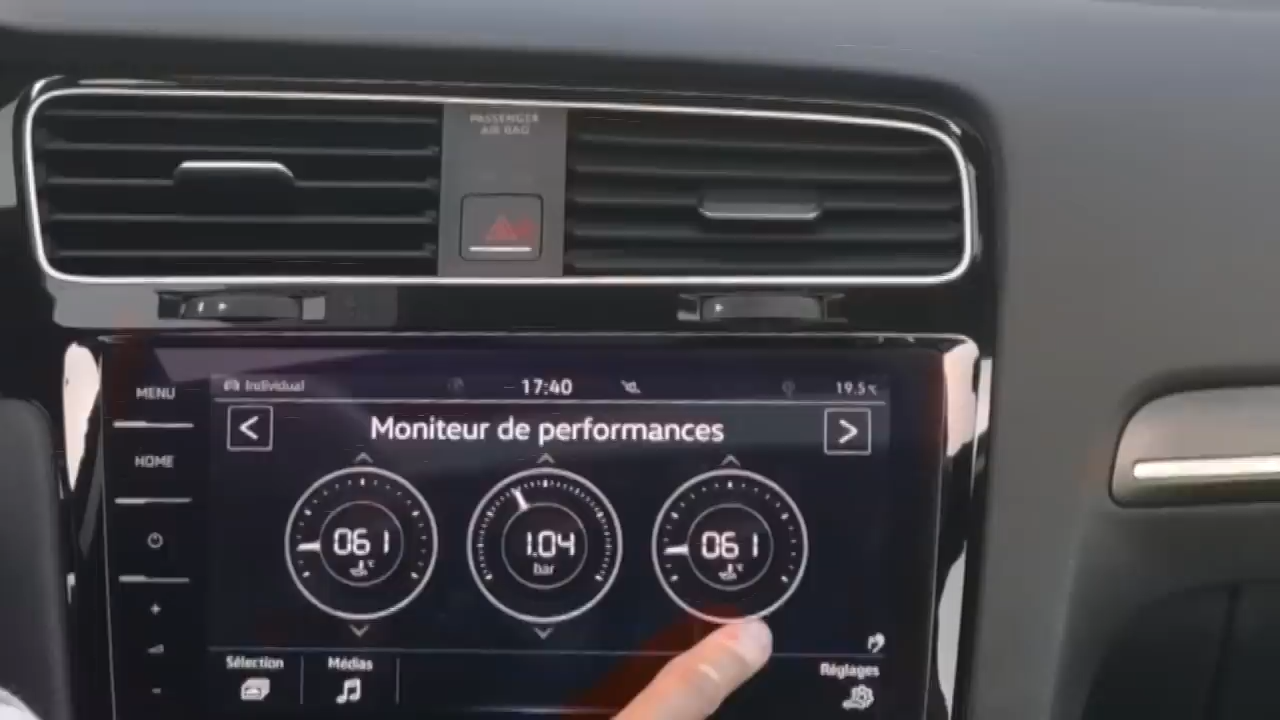 PASSENGER
AIR BAG
MENU
HOME
Individual
17:40
19.5 °C
<
Moniteur de performances
>
061
°C
1.04
bar
061
°C
+
-
Sélection
Médias
Réglages